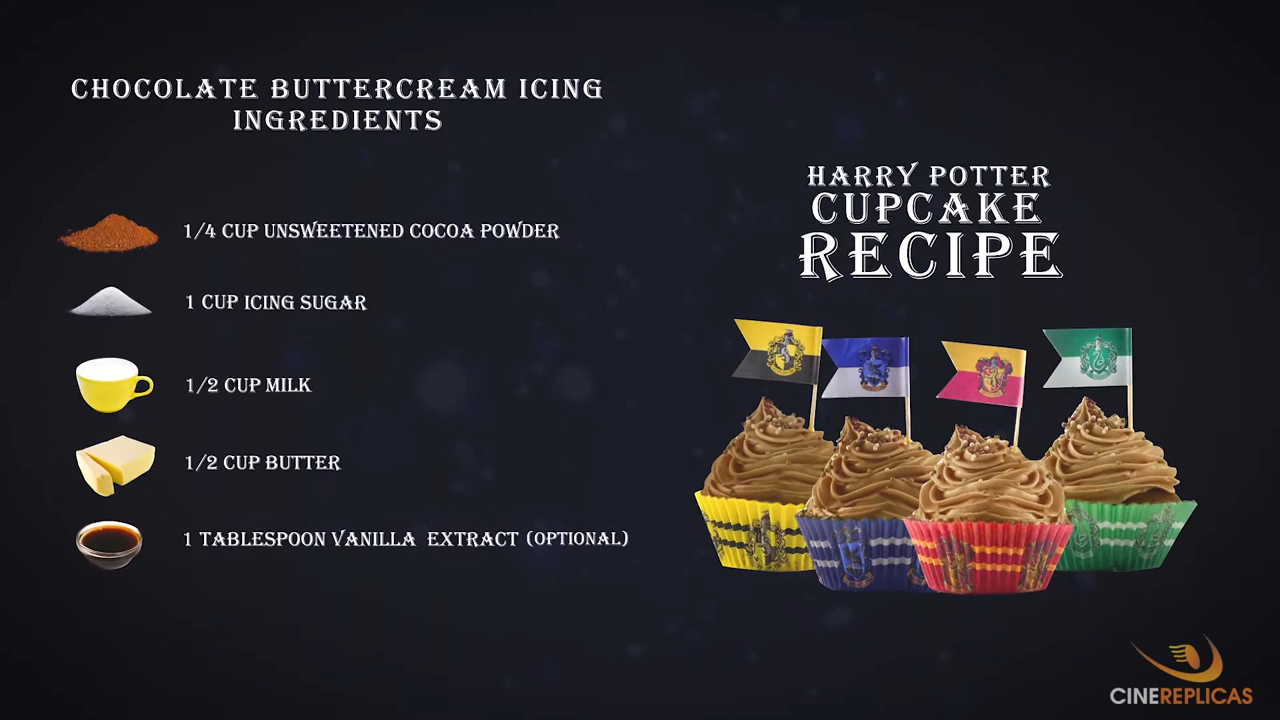 CHOCOLATE BUTTERCREAM ICING
INGREDIENTS
1/4 CUP UNSWEETENED COCOA POWDER
1 CUP ICING SUGAR
1/2 CUP MILK
1/2 CUP BUTTER
1 TABLESPOON VANILLA EXTRACT (OPTIONAL)
HARRY POTTER
CUPCAKE
RECIPE
CINEREPLICAS